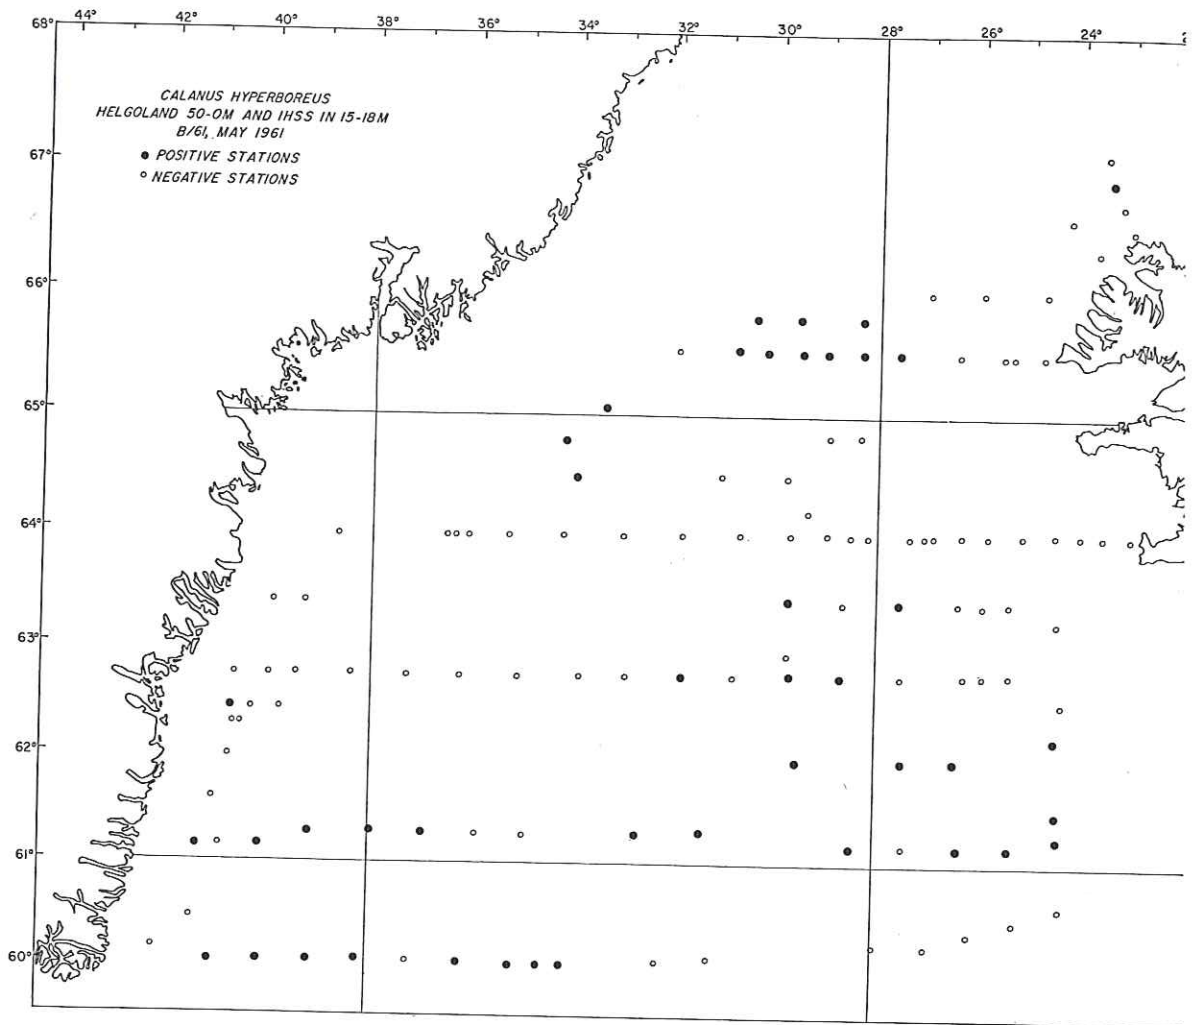 44° 40° 38° 36° 34° 32° 30° 28° 26° 24° 2
68°
CALANUS HYPERBOREUS
HELGOLAND 50-0M AND IHSS IN 15-18M
B/61, MAY 1961
● POSITIVE STATIONS
○ NEGATIVE STATIONS
67°
66°
65°
64°
63°
62°
61°
60°